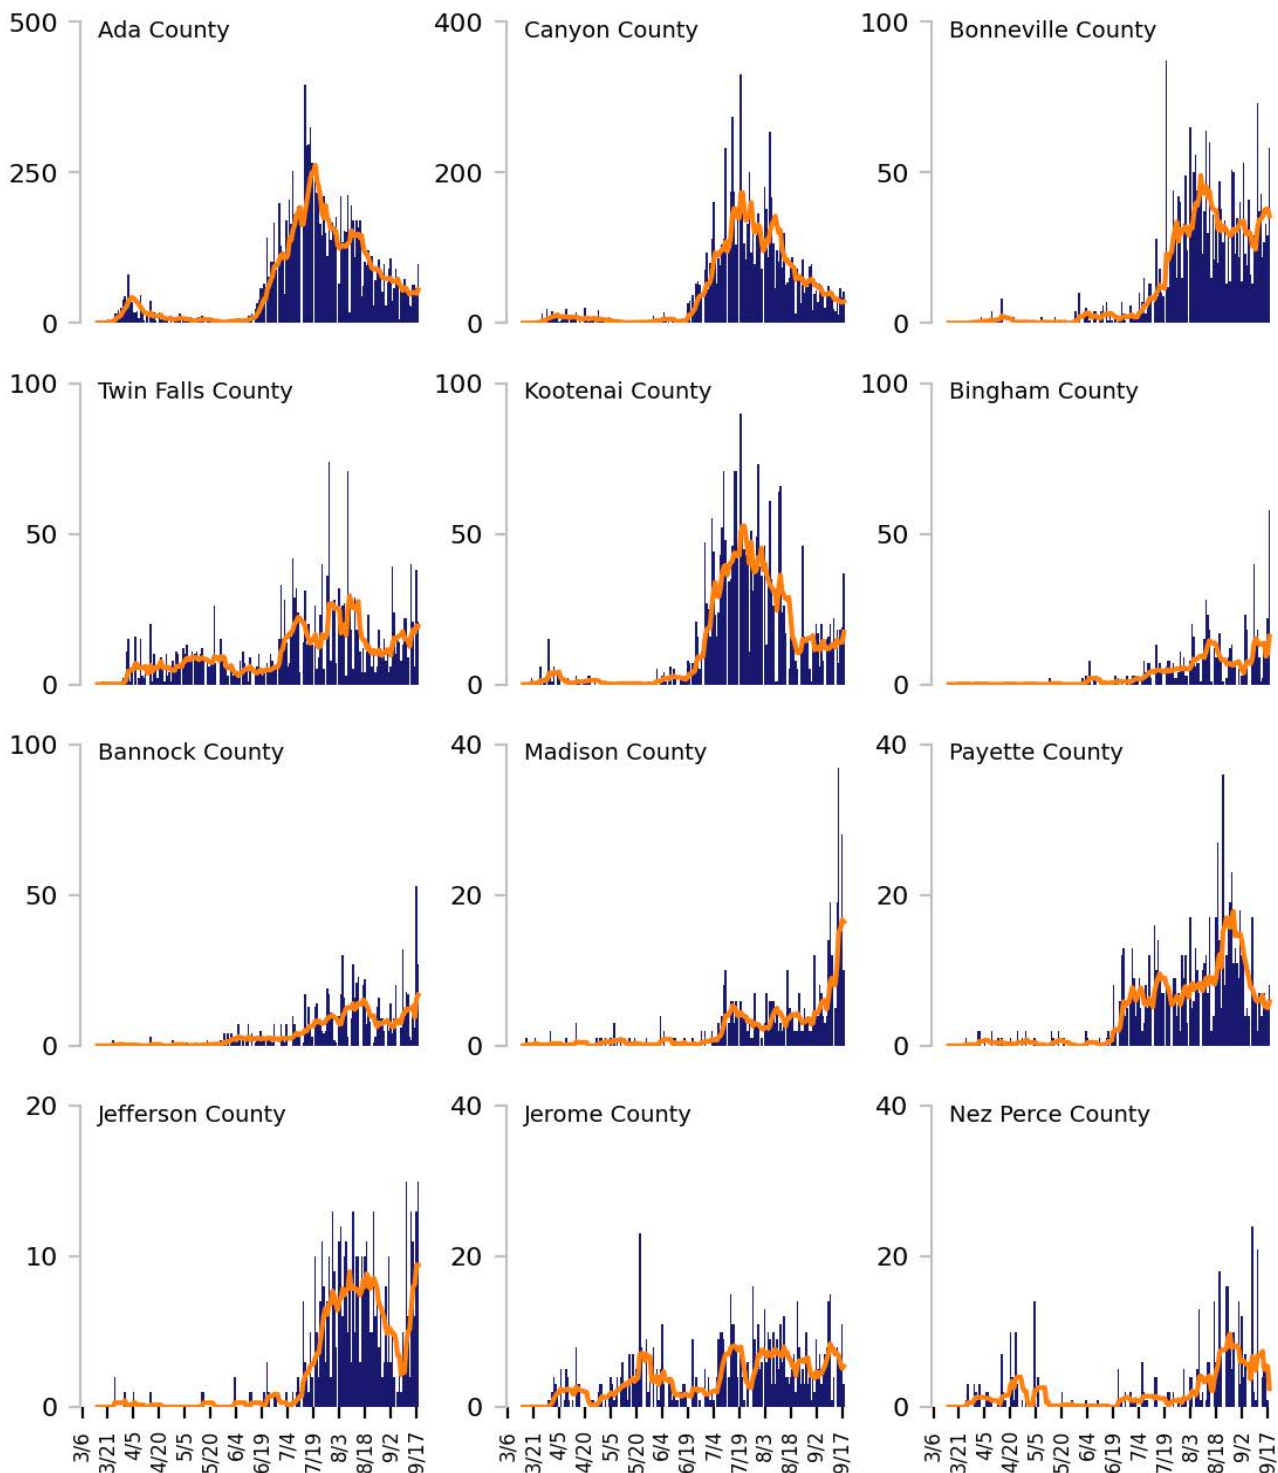 500 Ada County 400 Canyon County 100 Bonneville County
250 200 50
0 0 0
100 Twin Falls County 100 Kootenai County 100 Bingham County
50 50 50
0 0 0
100 Bannock County 40 Madison County 40 Payette County
50 20 20
0 0 0
20 Jefferson County 40 Jerome County 40 Nez Perce County
10 20 20
0 0 0
3/6 3/21 4/5 4/20 5/5 5/20 6/4 6/19 7/4 7/19 8/3 8/18 9/2 9/17 3/6 3/21 4/5 4/20 5/5 5/20 6/4 6/19 7/4 7/19 8/3 8/18 9/2 9/17 3/6 3/21 4/5 4/20 5/5 5/20 6/4 6/19 7/4 7/19 8/3 8/18 9/2 9/17